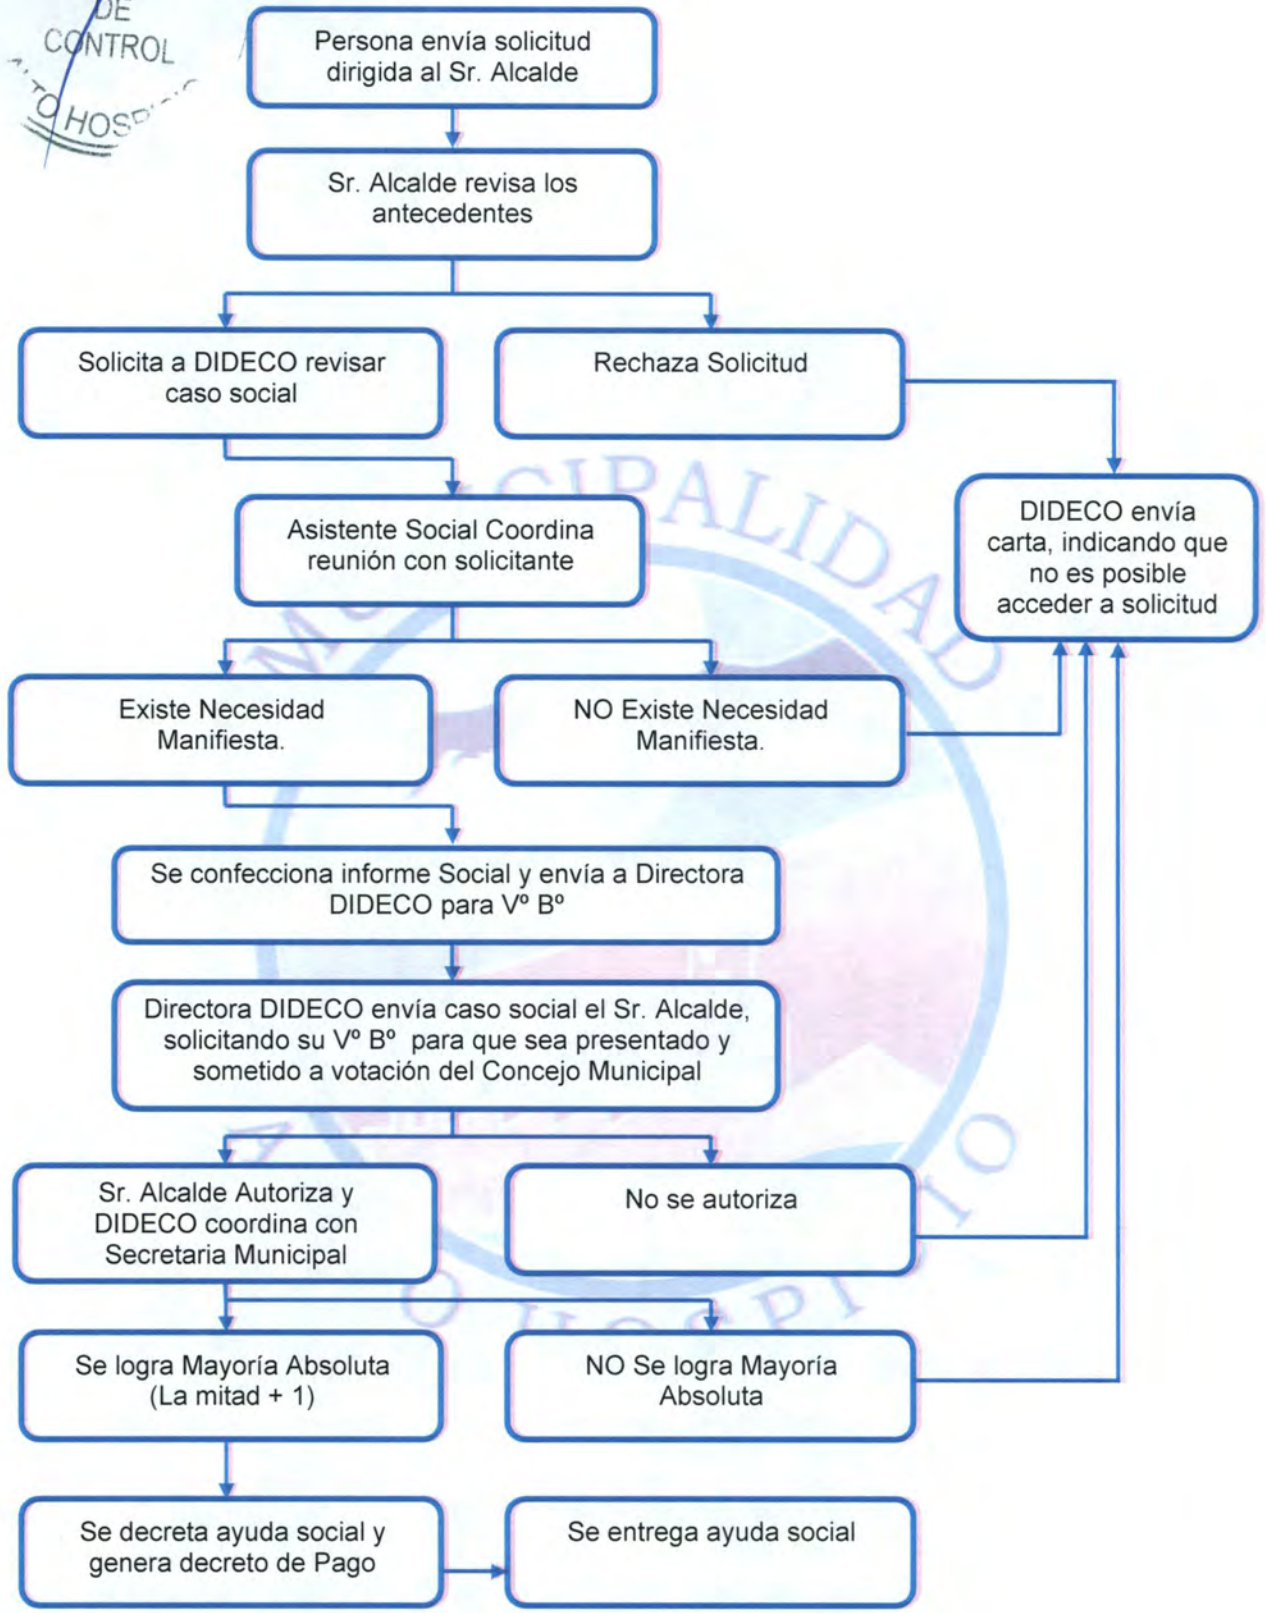 DE
CONTROL
ALTO HOSPICIO
Persona envía solicitud
dirigida al Sr. Alcalde
Sr. Alcalde revisa los
antecedentes
Solicita a DIDECO revisar
caso social
Rechaza Solicitud
Asistente Social Coordina
reunión con solicitante
DIDECO envía
carta, indicando que
no es posible
acceder a solicitud
Existe Necesidad
Manifiesta.
NO Existe Necesidad
Manifiesta.
Se confecciona informe Social y envía a Directora
DIDECO para Vº Bº
Directora DIDECO envía caso social el Sr. Alcalde,
solicitando su Vº Bº para que sea presentado y
sometido a votación del Concejo Municipal
Sr. Alcalde Autoriza y
DIDECO coordina con
Secretaria Municipal
No se autoriza
Se logra Mayoría Absoluta
(La mitad + 1)
NO Se logra Mayoría
Absoluta
Se decreta ayuda social y
genera decreto de Pago
Se entrega ayuda social